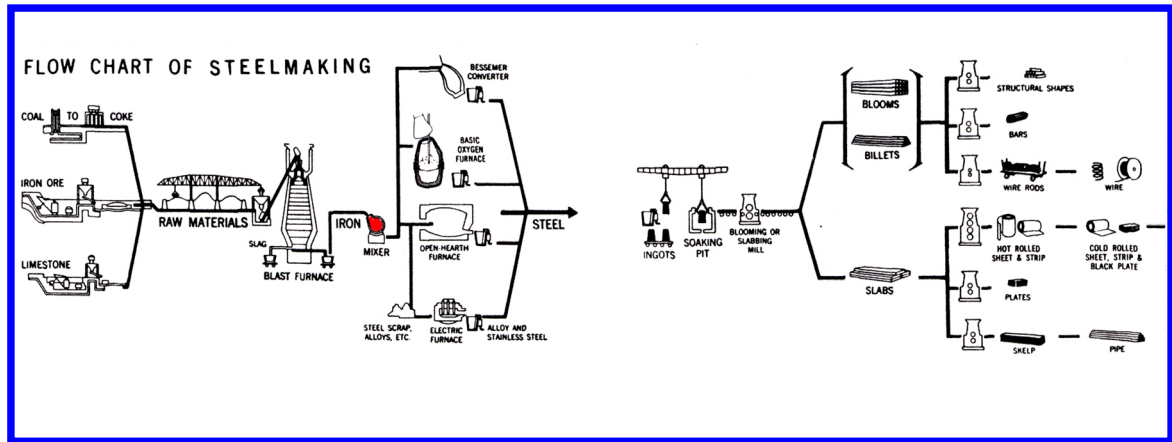 FLOW CHART OF STEELMAKING
COAL TO COKE
IRON ORE
LIMESTONE
RAW MATERIALS
SLAG
BLAST FURNACE
IRON
MIXER
BESSEMER
CONVERTER
BASIC
OXYGEN
FURNACE
OPEN-HEARTH
FURNACE
STEEL SCRAP,
ALLOYS, ETC.
ELECTRIC
FURNACE
ALLOY AND
STAINLESS STEEL
STEEL
INGOTS
SOAKING
PIT
BLOOMING OR
SLABBING
MILL
BLOOMS
BILLETS
SLABS
STRUCTURAL SHAPES
BARS
WIRE RODS
WIRE
HOT ROLLED
SHEET & STRIP
COLD ROLLED
SHEET, STRIP &
BLACK PLATE
PLATES
SKELP
PIPE